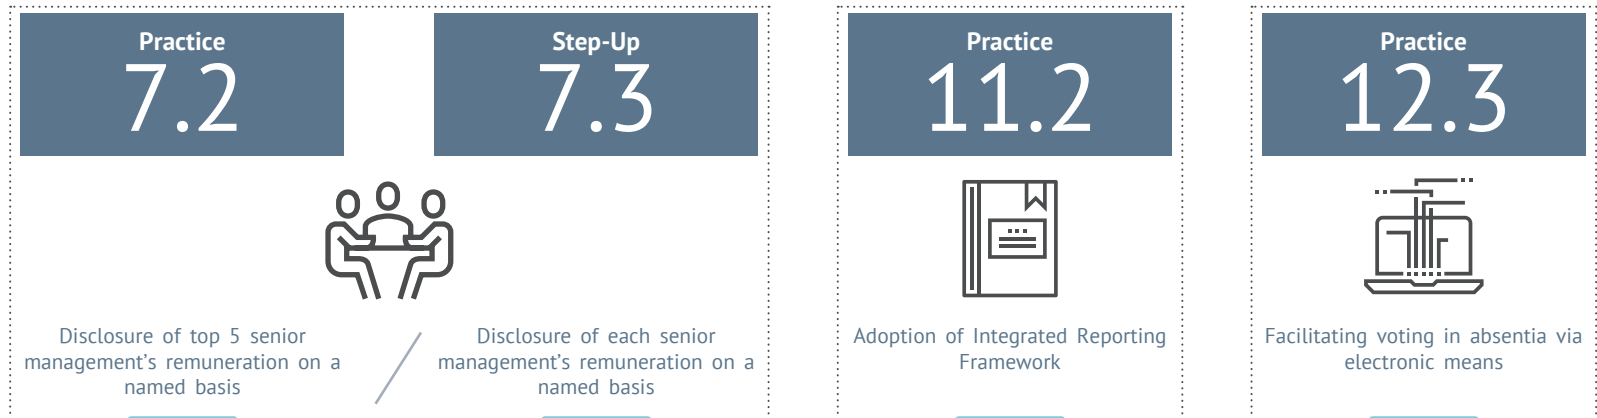 Practice
7.2
Step-Up
7.3
Practice
11.2
Practice
12.3
Disclosure of top 5 senior
management's remuneration on a
named basis
Disclosure of each senior
management's remuneration on a
named basis
Adoption of Integrated Reporting
Framework
Facilitating voting in absentia via
electronic means